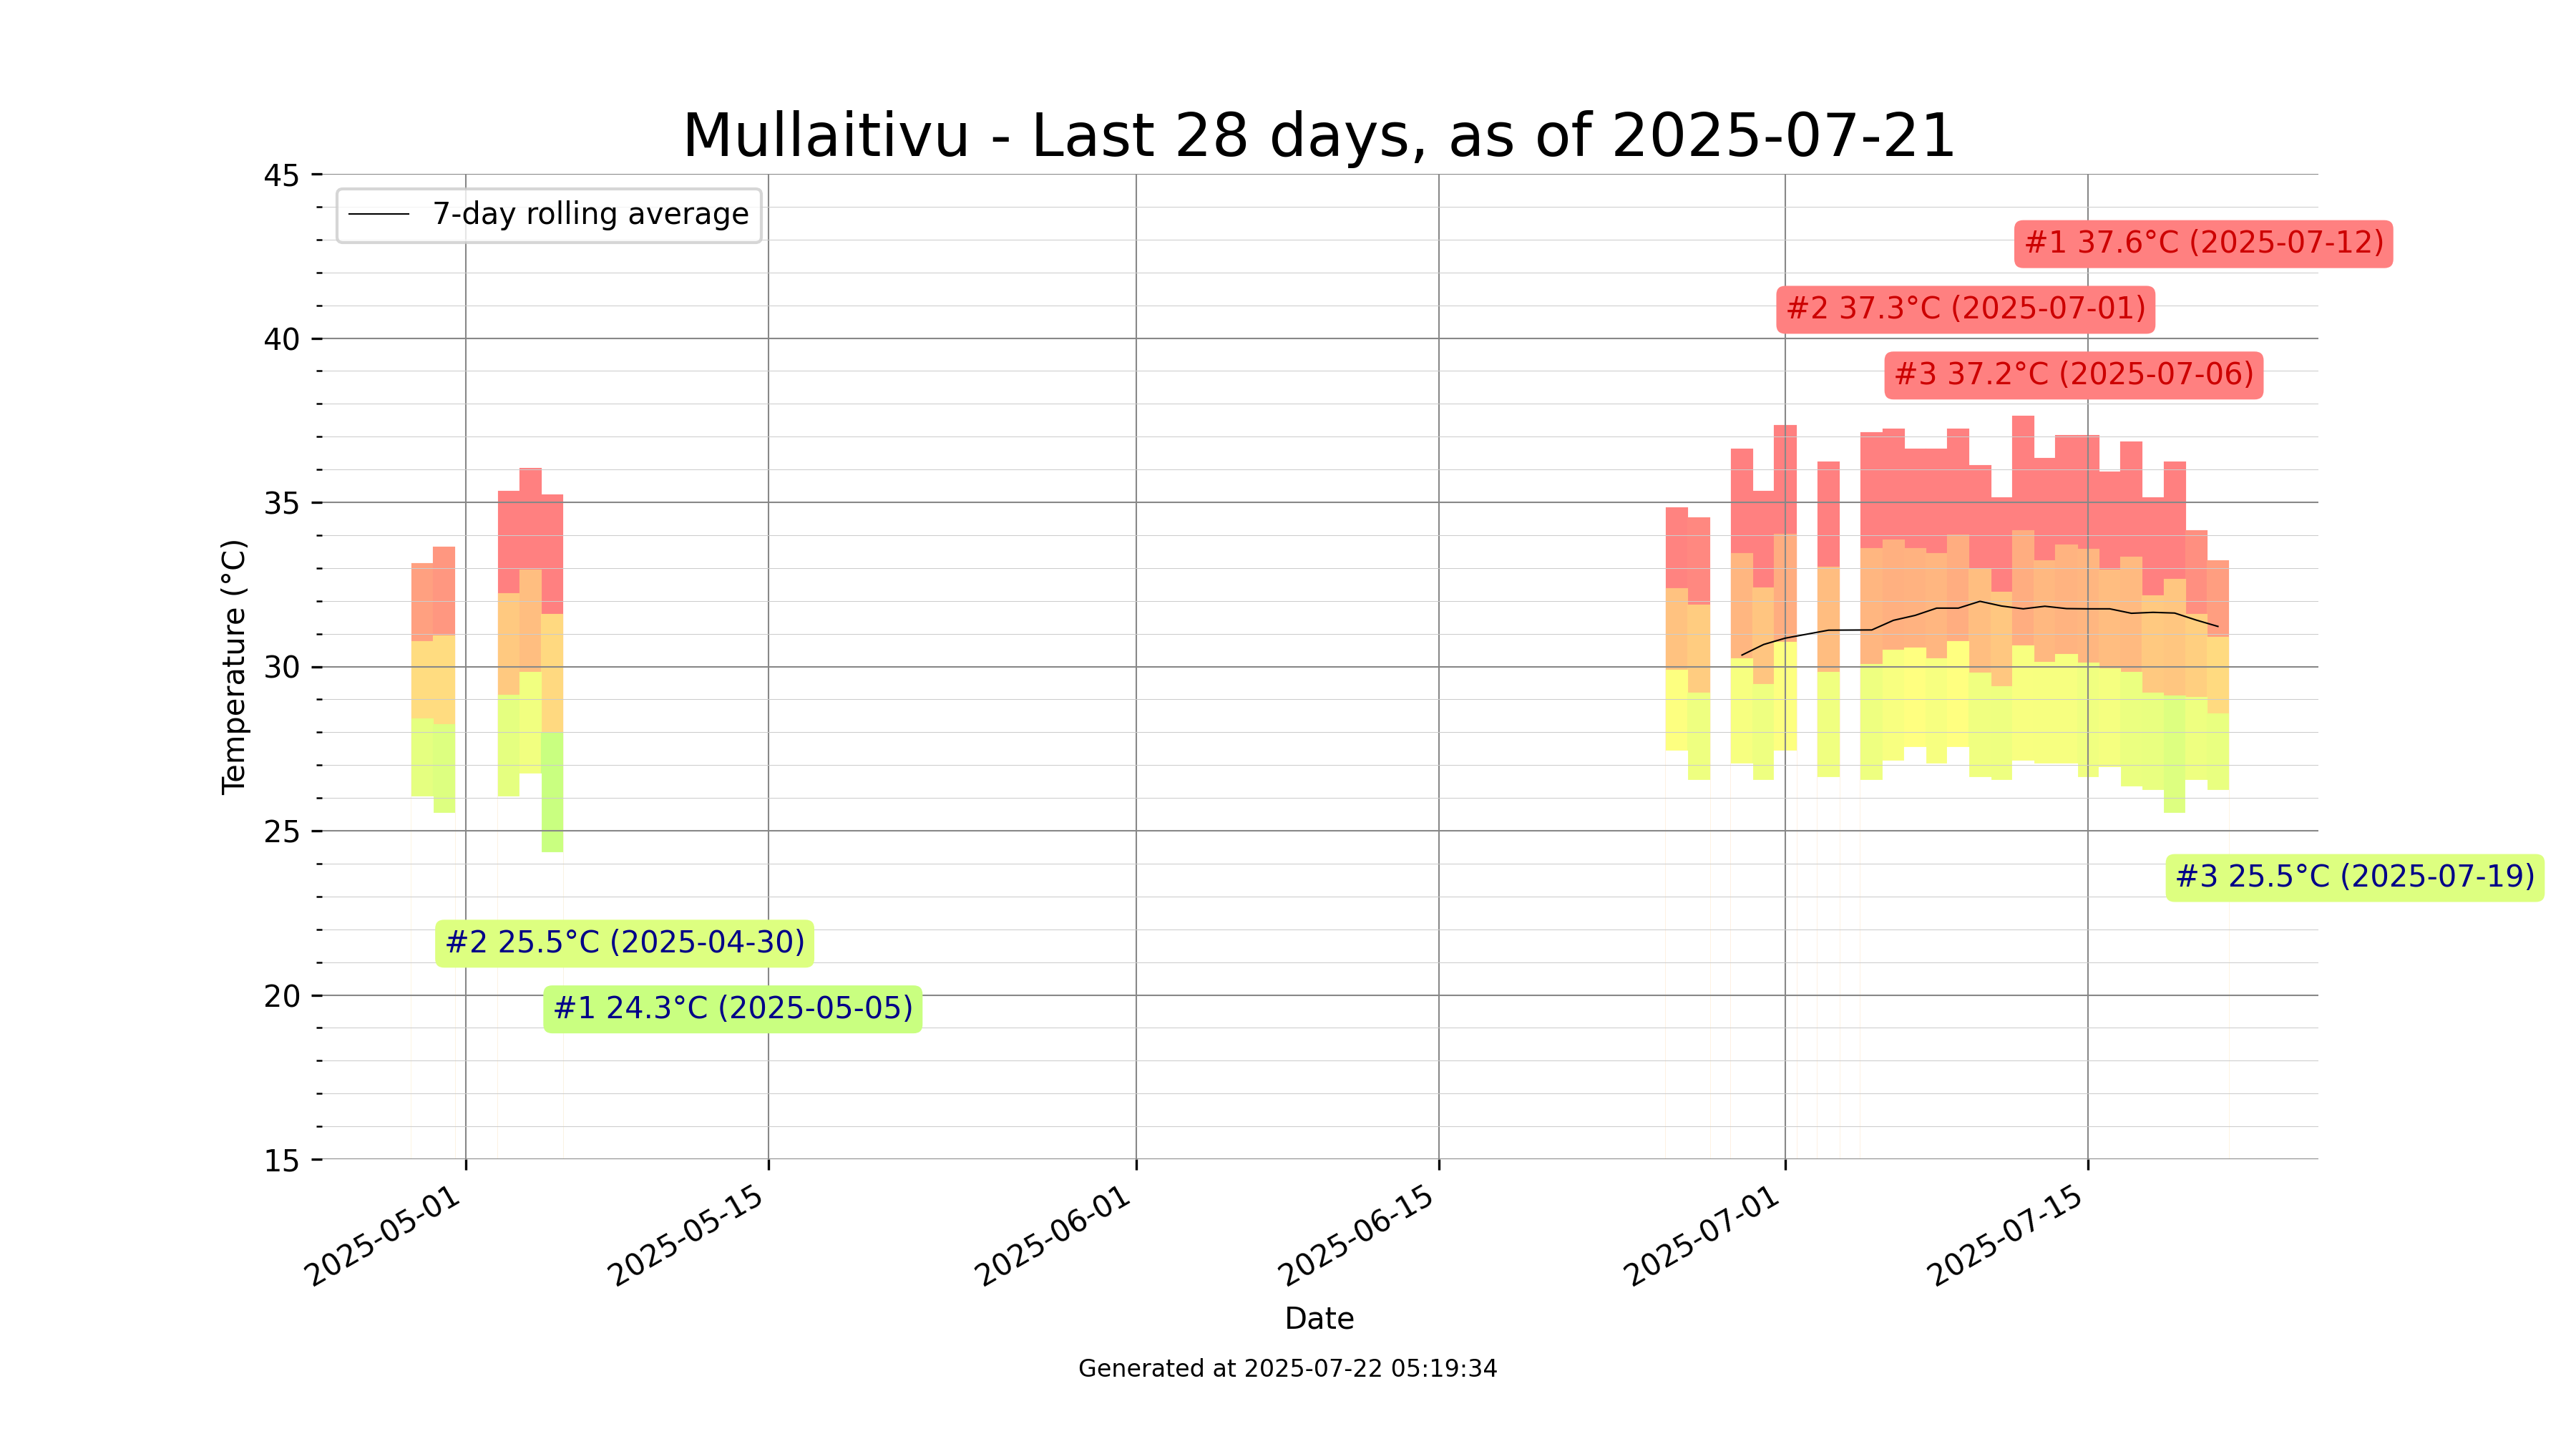 Mullaitivu - Last 28 days, as of 2025-07-21
7-day rolling average
#1 37.6°C (2025-07-12)
#2 37.3°C (2025-07-01)
#3 37.2°C (2025-07-06)
#3 25.5°C (2025-07-19)
#2 25.5°C (2025-04-30)
#1 24.3°C (2025-05-05)
Temperature (°C)
45
40
35
30
25
20
15
2025-05-01
2025-05-15
2025-06-01
2025-06-15
2025-07-01
2025-07-15
Date
Generated at 2025-07-22 05:19:34